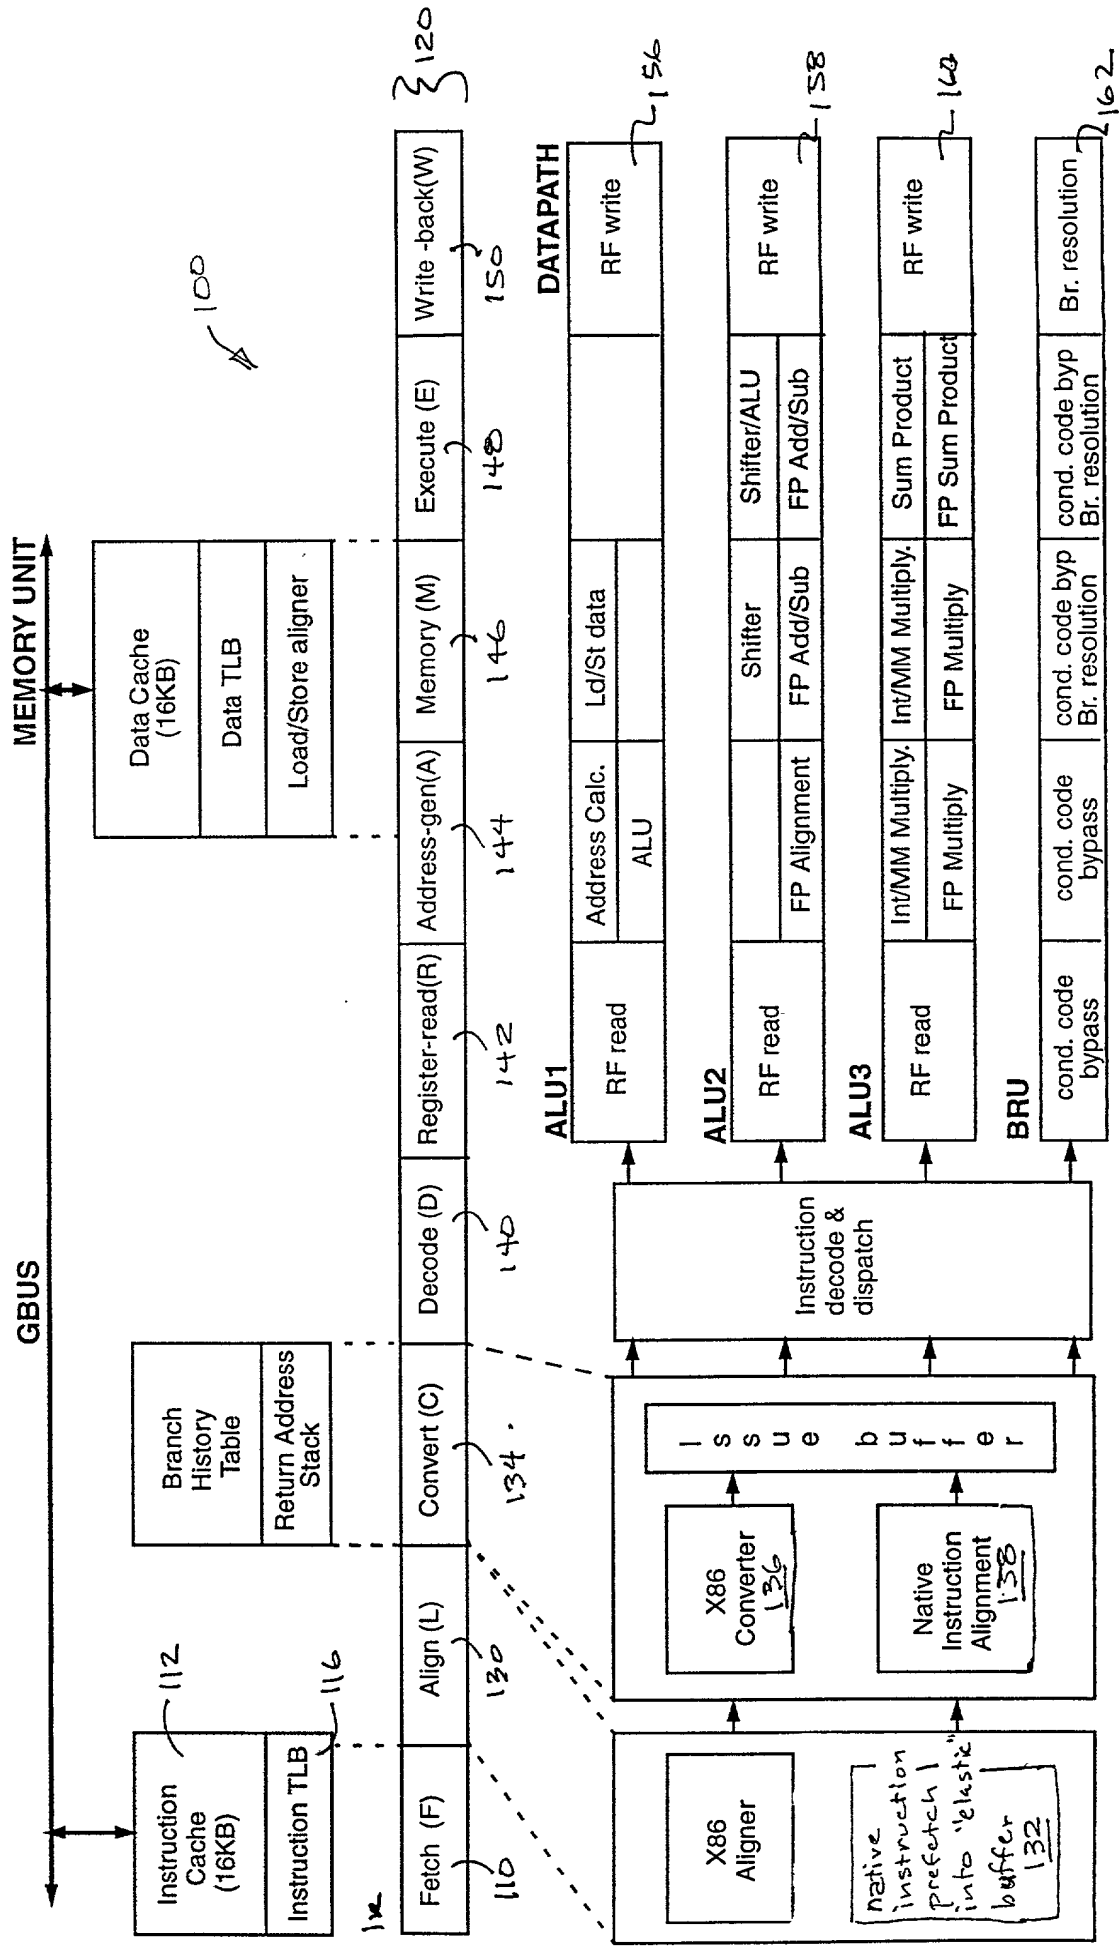 GBUS
MEMORY UNIT
Instruction
Cache
(16KB)
Instruction TLB
112
116
Branch
History
Table
Return Address
Stack
Data Cache
(16KB)
Data TLB
Load/Store aligner
100
Fetch (F)
110
Align (L)
130
Convert (C)
134
Decode (D)
140
Register-read(R)
142
Address-gen(A)
144
Memory (M)
146
Execute (E)
148
Write -back(W)
150
120
X86
Aligner
native
instruction
prefetch
into "elastic"
buffer
132
X86
Converter
136
Native
Instruction
Alignment
138
Issue buffer
Instruction
decode &
dispatch
DATAPATH
ALU1
RF read
Address Calc.
ALU
Ld/St data
RF write
156
ALU2
RF read
FP Alignment
Shifter
FP Add/Sub
Shifter/ALU
FP Add/Sub
RF write
158
ALU3
RF read
Int/MM Multiply.
FP Multiply
Int/MM Multiply.
FP Multiply
Sum Product
FP Sum Product
RF write
BRU
cond. code
bypass
cond. code
bypass
cond. code byp
Br. resolution
cond. code byp
Br. resolution
Br. resolution
162